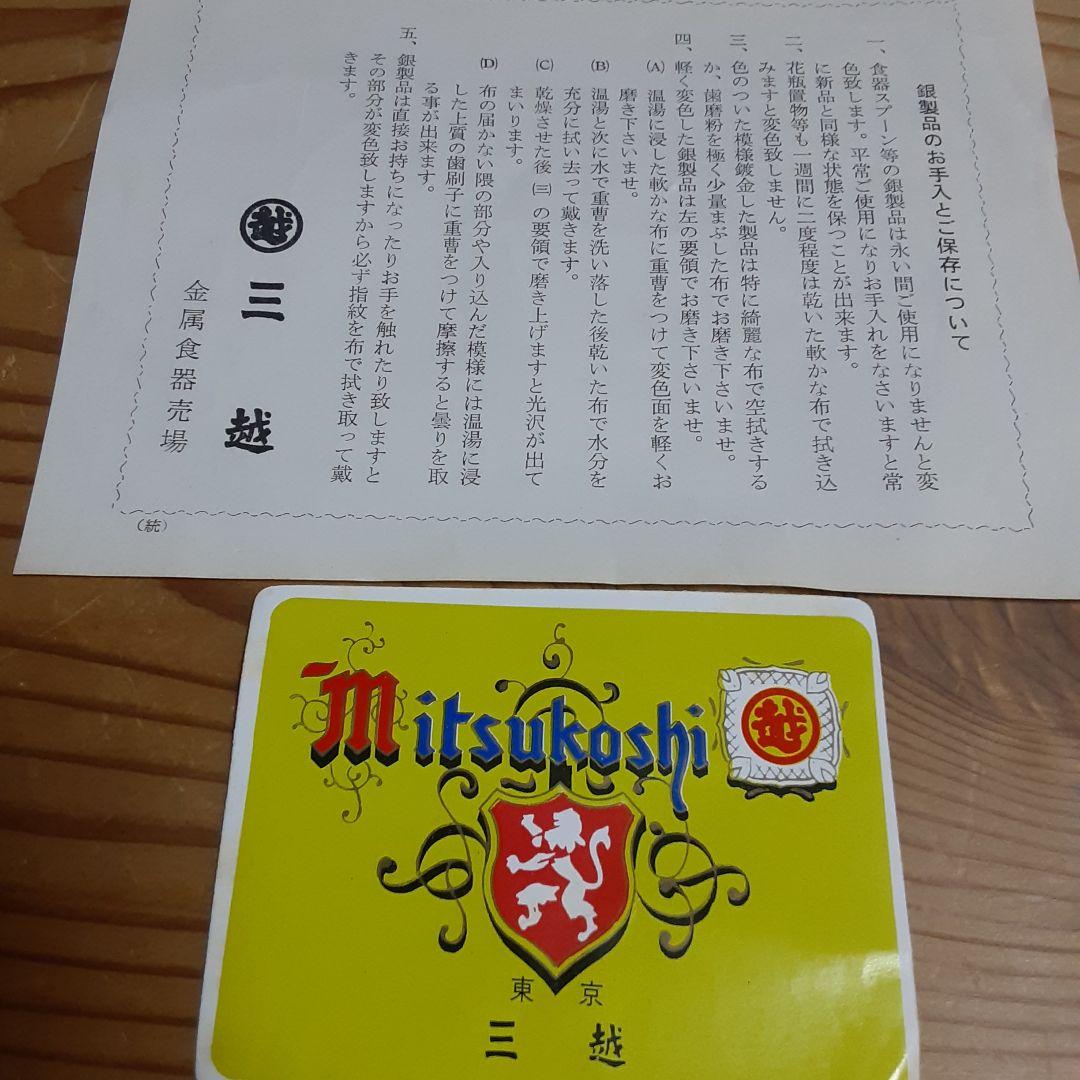 銀製品のお手入とご保存について
一、食器スプーン等の銀製品は永い間ご使用になりませんと変
色致します。平常ご使用になりお手入れをなさいますと常
に新品と同様な状態を保つことが出来ます。
二、花瓶置物等も一週間に二度程度は乾いた軟かな布で拭き込
みますと変色致しません。
三、色のついた模様鍍金した製品は特に綺麗な布で空拭きする
か、歯磨粉を極く少量まぶした布でお磨き下さいませ。
四、軽く変色した銀製品は左の要領でお磨き下さいませ。
(A) 温湯に浸した軟かな布に重曹をつけて変色面を軽くお
磨き下さいませ。
(B) 温湯と次に水で重曹を洗い落した後乾いた布で水分を
充分に拭い去って戴きます。
(C) 乾燥させた後 ㈢ の要領で磨き上げますと光沢が出て
まいります。
(D) 布の届かない隈の部分や入り込んだ模様には温湯に浸
した上質の歯刷子に重曹をつけて摩擦すると曇りを取
る事が出来ます。
五、銀製品は直接お持ちになったりお手を触れたり致しますと
その部分が変色致しますから必ず指紋を布で拭き取って戴
きます。
越 三越
金属食器売場
(統)
Mitsukoshi
越
東京
三越